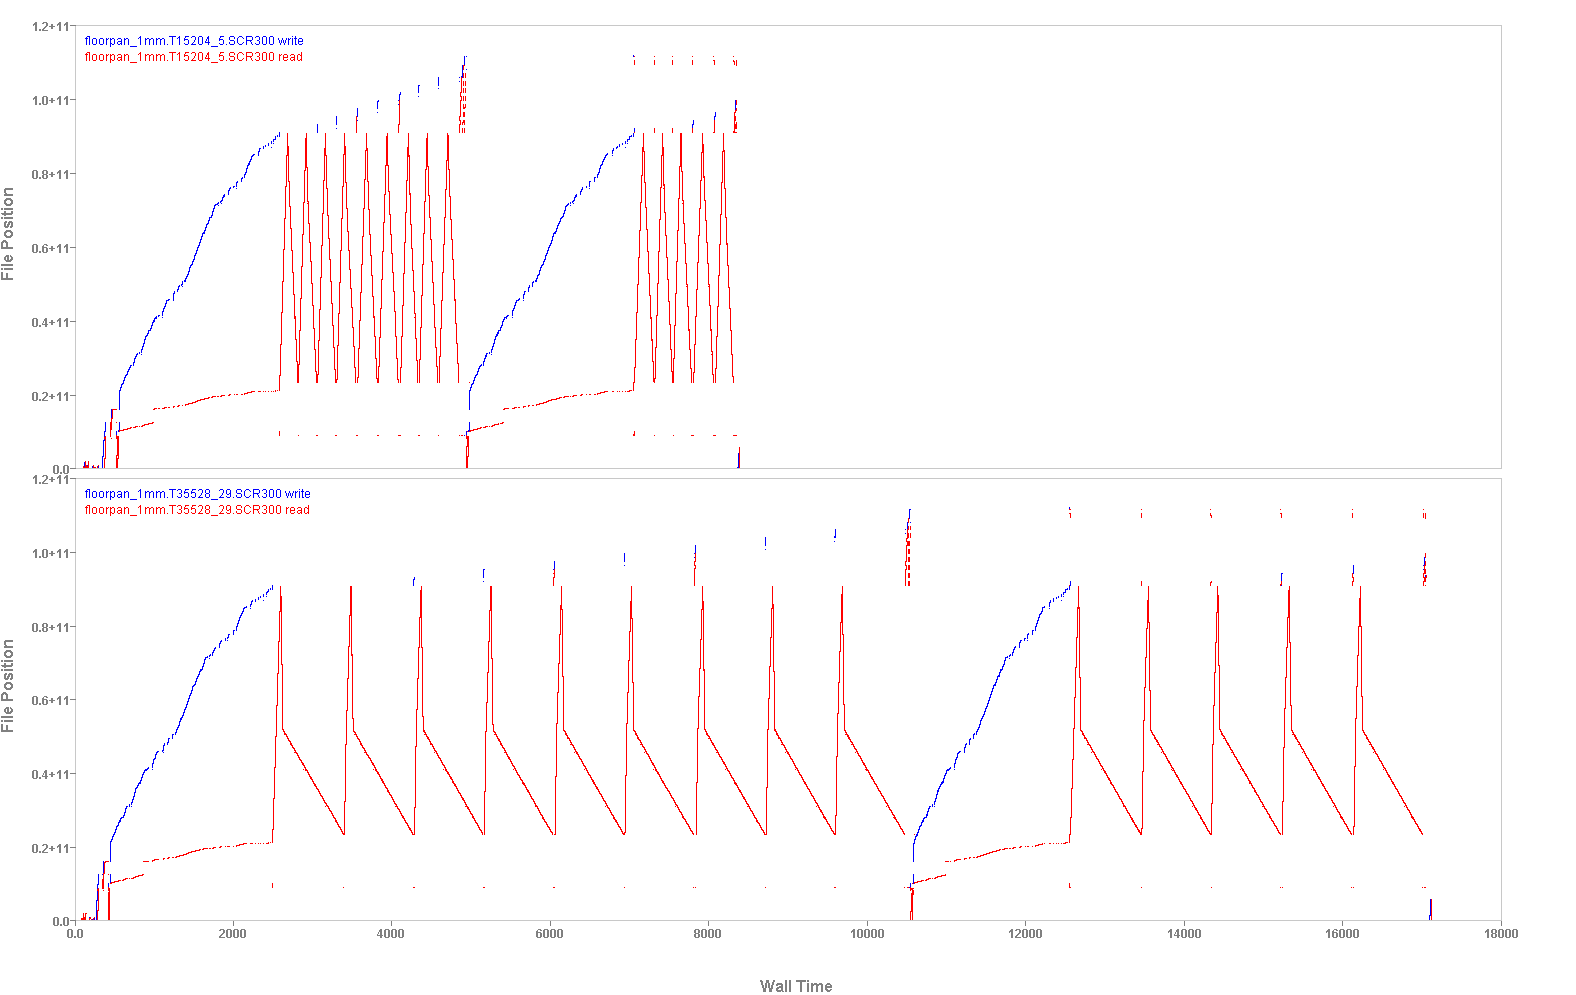 1.2+11
floorpan_1mm.T15204_5.SCR300 write
floorpan_1mm.T15204_5.SCR300 read
1.0+11
0.8+11
0.6+11
0.4+11
0.2+11
0.0
File Position
1.2+11
floorpan_1mm.T35528_29.SCR300 write
floorpan_1mm.T35528_29.SCR300 read
1.0+11
0.8+11
0.6+11
0.4+11
0.2+11
0.0
File Position
0.0 2000 4000 6000 8000 10000 12000 14000 16000 18000
Wall Time